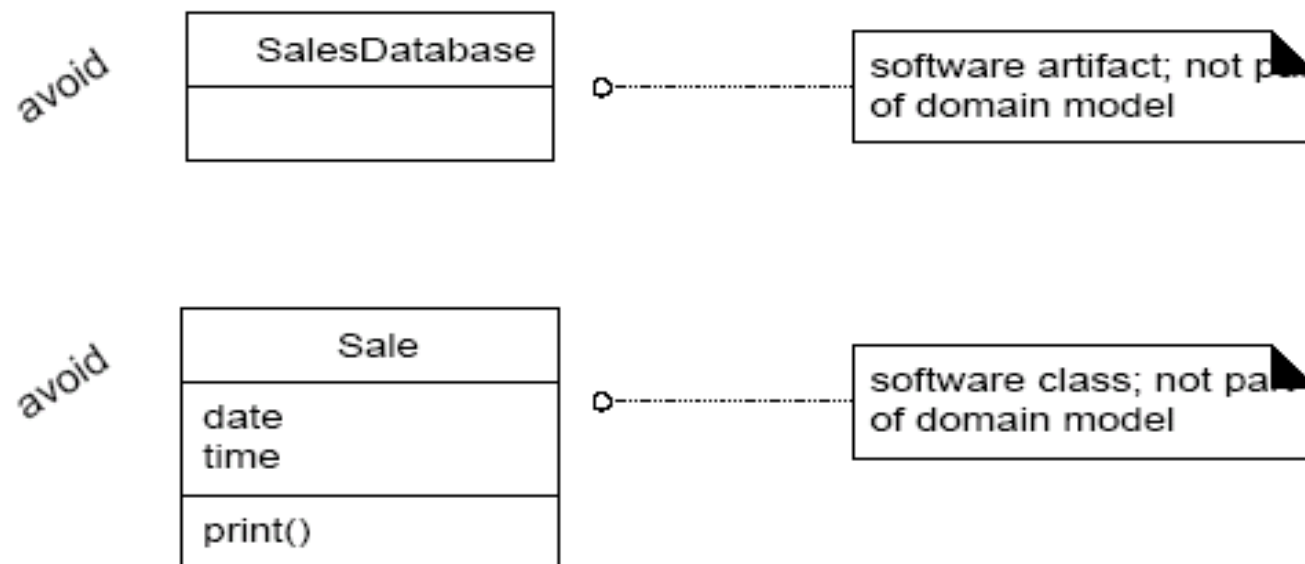 avoid
SalesDatabase
software artifact; not
of domain model
avoid
Sale
date
time
print()
software class; not
of domain model